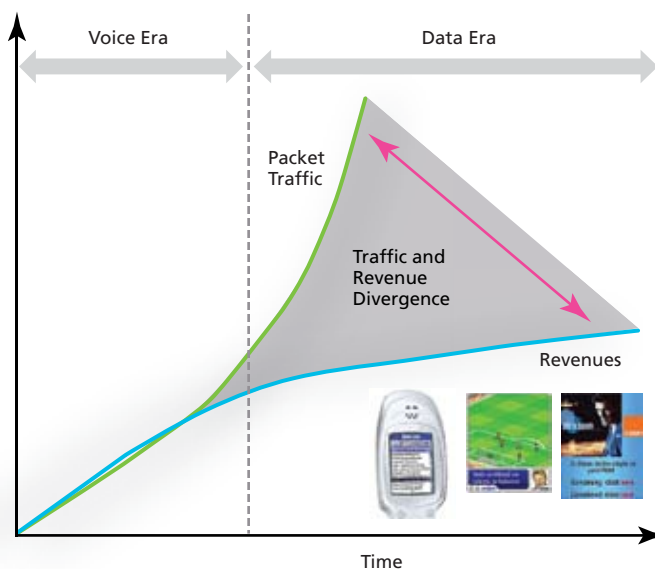 Voice Era
Data Era
Packet
Traffic
Traffic and
Revenue
Divergence
Revenues
Time